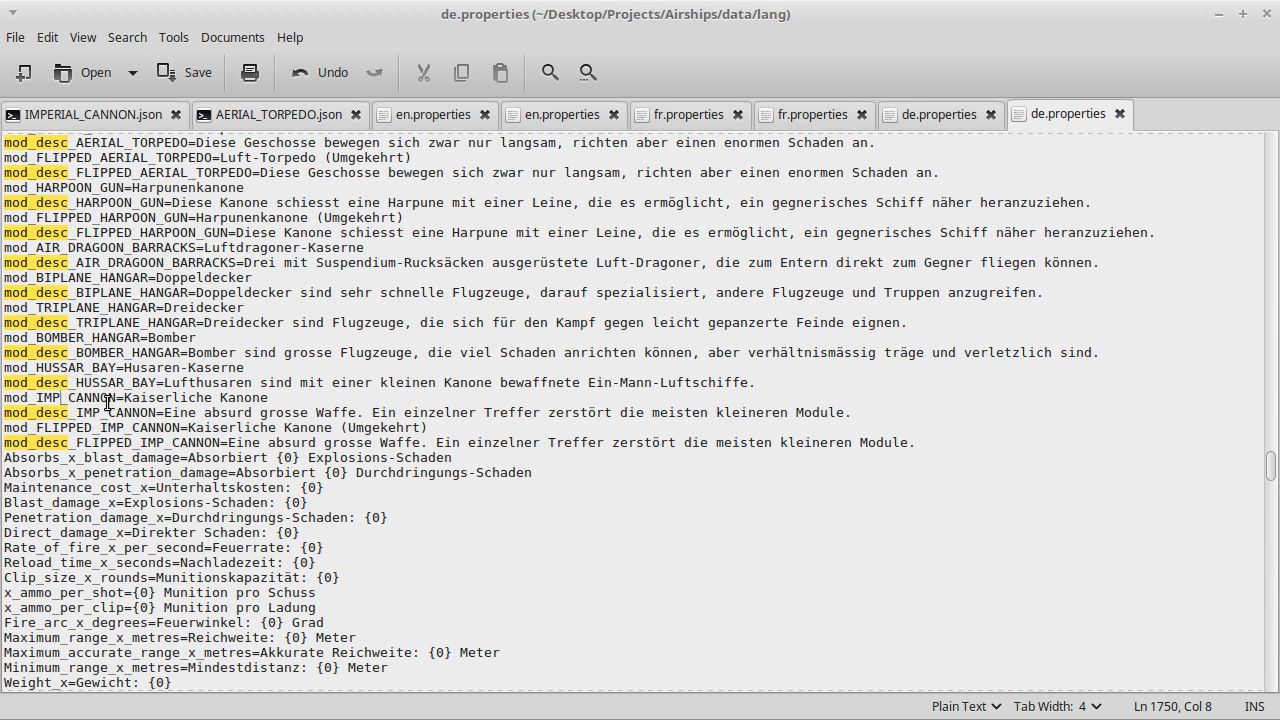 de.properties (~/Desktop/Projects/Airships/data/lang)
File Edit View Search Tools Documents Help
Open Save Undo
IMPERIAL_CANNON.json AERIAL_TORPEDO.json en.properties en.properties fr.properties fr.properties de.properties de.properties
mod_desc_AERIAL_TORPEDO=Diese Geschosse bewegen sich zwar nur langsam, richten aber einen enormen Schaden an.
mod_FLIPPED_AERIAL_TORPEDO=Luft-Torpedo (Umgekehrt)
mod_desc_FLIPPED_AERIAL_TORPEDO=Diese Geschosse bewegen sich zwar nur langsam, richten aber einen enormen Schaden an.
mod_HARPOON_GUN=Harpunenkanone
mod_desc_HARPOON_GUN=Diese Kanone schiesst eine Harpune mit einer Leine, die es ermöglicht, ein gegnerisches Schiff näher heranzuziehen.
mod_FLIPPED_HARPOON_GUN=Harpunenkanone (Umgekehrt)
mod_desc_FLIPPED_HARPOON_GUN=Diese Kanone schiesst eine Harpune mit einer Leine, die es ermöglicht, ein gegnerisches Schiff näher heranzuziehen.
mod_AIR_DRAGOON_BARRACKS=Luftdragoner-Kaserne
mod_desc_AIR_DRAGOON_BARRACKS=Drei mit Suspendium-Rucksäcken ausgerüstete Luft-Dragoner, die zum Entern direkt zum Gegner fliegen können.
mod_BIPLANE_HANGAR=Doppeldecker
mod_desc_BIPLANE_HANGAR=Doppeldecker sind sehr schnelle Flugzeuge, darauf spezialisiert, andere Flugzeuge und Truppen anzugreifen.
mod_TRIPLANE_HANGAR=Dreidecker
mod_desc_TRIPLANE_HANGAR=Dreidecker sind Flugzeuge, die sich für den Kampf gegen leicht gepanzerte Feinde eignen.
mod_BOMBER_HANGAR=Bomber
mod_desc_BOMBER_HANGAR=Bomber sind grosse Flugzeuge, die viel Schaden anrichten können, aber verhältnismässig träge und verletzlich sind.
mod_HUSSAR_BAY=Husaren-Kaserne
mod_desc_HUSSAR_BAY=Lufthusaren sind mit einer kleinen Kanone bewaffnete Ein-Mann-Luftschiffe.
mod_IMP_CANNON=Kaiserliche Kanone
mod_desc_IMP_CANNON=Eine absurd grosse Waffe. Ein einzelner Treffer zerstört die meisten kleineren Module.
mod_FLIPPED_IMP_CANNON=Kaiserliche Kanone (Umgekehrt)
mod_desc_FLIPPED_IMP_CANNON=Eine absurd grosse Waffe. Ein einzelner Treffer zerstört die meisten kleineren Module.
Absorbs_x_blast_damage=Absorbiert {0} Explosions-Schaden
Absorbs_x_penetration_damage=Absorbiert {0} Durchdringungs-Schaden
Maintenance_cost_x=Unterhaltskosten: {0}
Blast_damage_x=Explosions-Schaden: {0}
Penetration_damage_x=Durchdringungs-Schaden: {0}
Direct_damage_x=Direkter Schaden: {0}
Rate_of_fire_x_per_second=Feuerrate: {0}
Reload_time_x_seconds=Nachladezeit: {0}
Clip_size_x_rounds=Munitionskapazität: {0}
x_ammo_per_shot={0} Munition pro Schuss
x_ammo_per_clip={0} Munition pro Ladung
Fire_arc_x_degrees=Feuerwinkel: {0} Grad
Maximum_range_x_metres=Reichweite: {0} Meter
Maximum_accurate_range_x_metres=Akkurate Reichweite: {0} Meter
Minimum_range_x_metres=Mindestdistanz: {0} Meter
Weight_x=Gewicht: {0}
Plain Text Tab Width: 4 Ln 1750, Col 8 INS